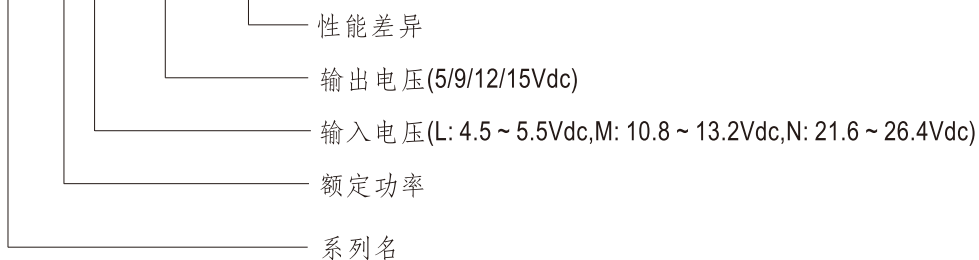 性能差异
输出电压(5/9/12/15Vdc)
输入电压(L: 4.5 ~ 5.5Vdc,M: 10.8 ~ 13.2Vdc,N: 21.6 ~ 26.4Vdc)
额定功率
系列名